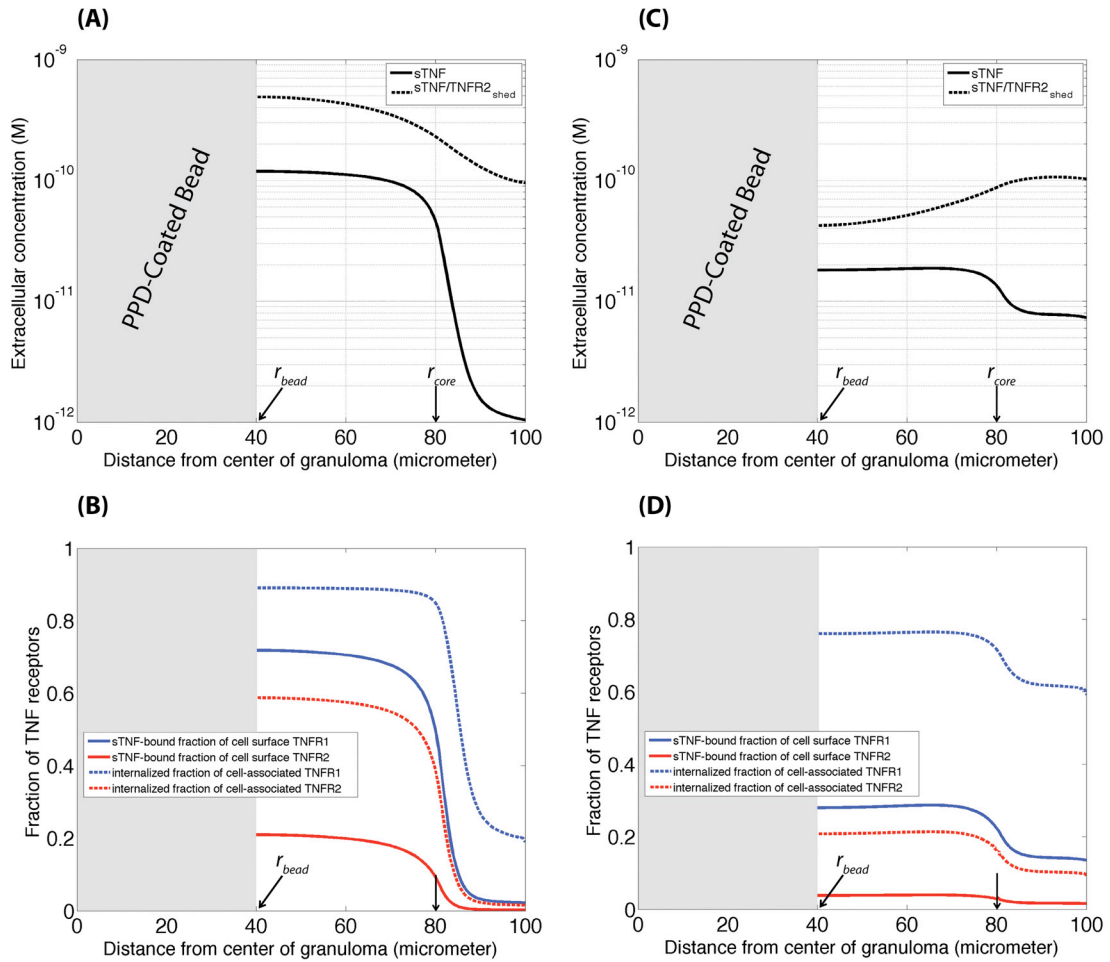 (A)
Extracellular concentration (M)
10^-9
10^-10
10^-11
10^-12
sTNF
sTNF/TNFR2shed
PPD-Coated Bead
r_bead
r_core
0
20
40
60
80
100
Distance from center of granuloma (micrometer)
(C)
Extracellular concentration (M)
10^-9
10^-10
10^-11
10^-12
sTNF
sTNF/TNFR2shed
PPD-Coated Bead
r_bead
r_core
0
20
40
60
80
100
Distance from center of granuloma (micrometer)
(B)
Fraction of TNF receptors
1
0.8
0.6
0.4
0.2
0
sTNF-bound fraction of cell surface TNFR1
sTNF-bound fraction of cell surface TNFR2
internalized fraction of cell-associated TNFR1
internalized fraction of cell-associated TNFR2
r_bead
0
20
40
60
80
100
Distance from center of granuloma (micrometer)
(D)
Fraction of TNF receptors
1
0.8
0.6
0.4
0.2
0
sTNF-bound fraction of cell surface TNFR1
sTNF-bound fraction of cell surface TNFR2
internalized fraction of cell-associated TNFR1
internalized fraction of cell-associated TNFR2
r_bead
0
20
40
60
80
100
Distance from center of granuloma (micrometer)